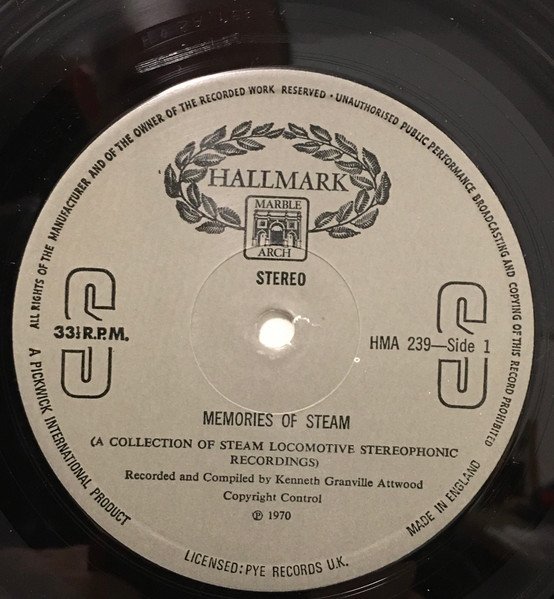 ALL RIGHTS OF THE MANUFACTURER AND OF THE OWNER OF THE RECORDED WORK RESERVED · UNAUTHORISED PUBLIC PERFORMANCE BROADCASTING AND COPYING OF THIS RECORD PROHIBITED
HALLMARK
MARBLE
ARCH
STEREO
33⅓ R.P.M.
HMA 239—Side 1
MEMORIES OF STEAM
(A COLLECTION OF STEAM LOCOMOTIVE STEREOPHONIC
RECORDINGS)
Recorded and Compiled by Kenneth Granville Attwood
Copyright Control
℗ 1970
A PICKWICK INTERNATIONAL PRODUCT
LICENSED: PYE RECORDS U.K.
MADE IN ENGLAND